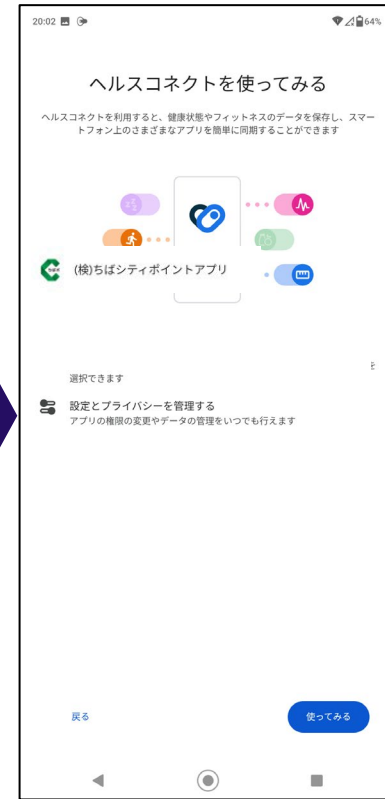 20:02 64%
ヘルスコネクトを使ってみる
ヘルスコネクトを利用すると、健康状態やフィットネスのデータを保存し、スマー
トフォン上のさまざまなアプリを簡単に同期することができます
(検)ちばシティポイントアプリ
選択できます
設定とプライバシーを管理する
アプリの権限の変更やデータの管理をいつでも行えます
戻る
使ってみる